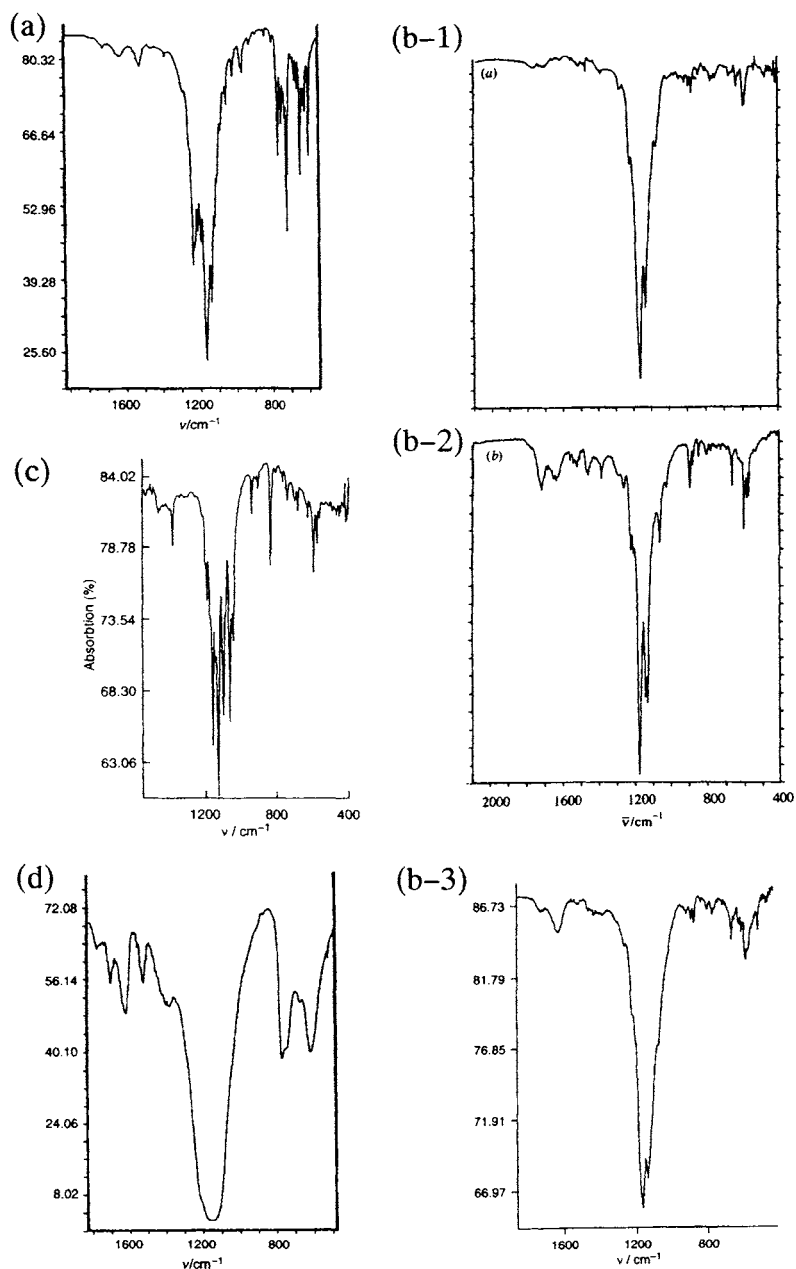 (a)
80.32
66.64
52.96
39.28
25.60
1600 1200 800
ν/cm⁻¹
(b-1)
(a)
(c)
84.02
78.78
73.54
68.30
63.06
Absorbtion (%)
1200 800 400
ν / cm⁻¹
(b-2)
(b)
2000 1600 1200 800 400
ν̅/cm⁻¹
(d)
72.08
56.14
40.10
24.06
8.02
1600 1200 800
ν/cm⁻¹
(b-3)
86.73
81.79
76.85
71.91
66.97
1600 1200 800
ν / cm⁻¹